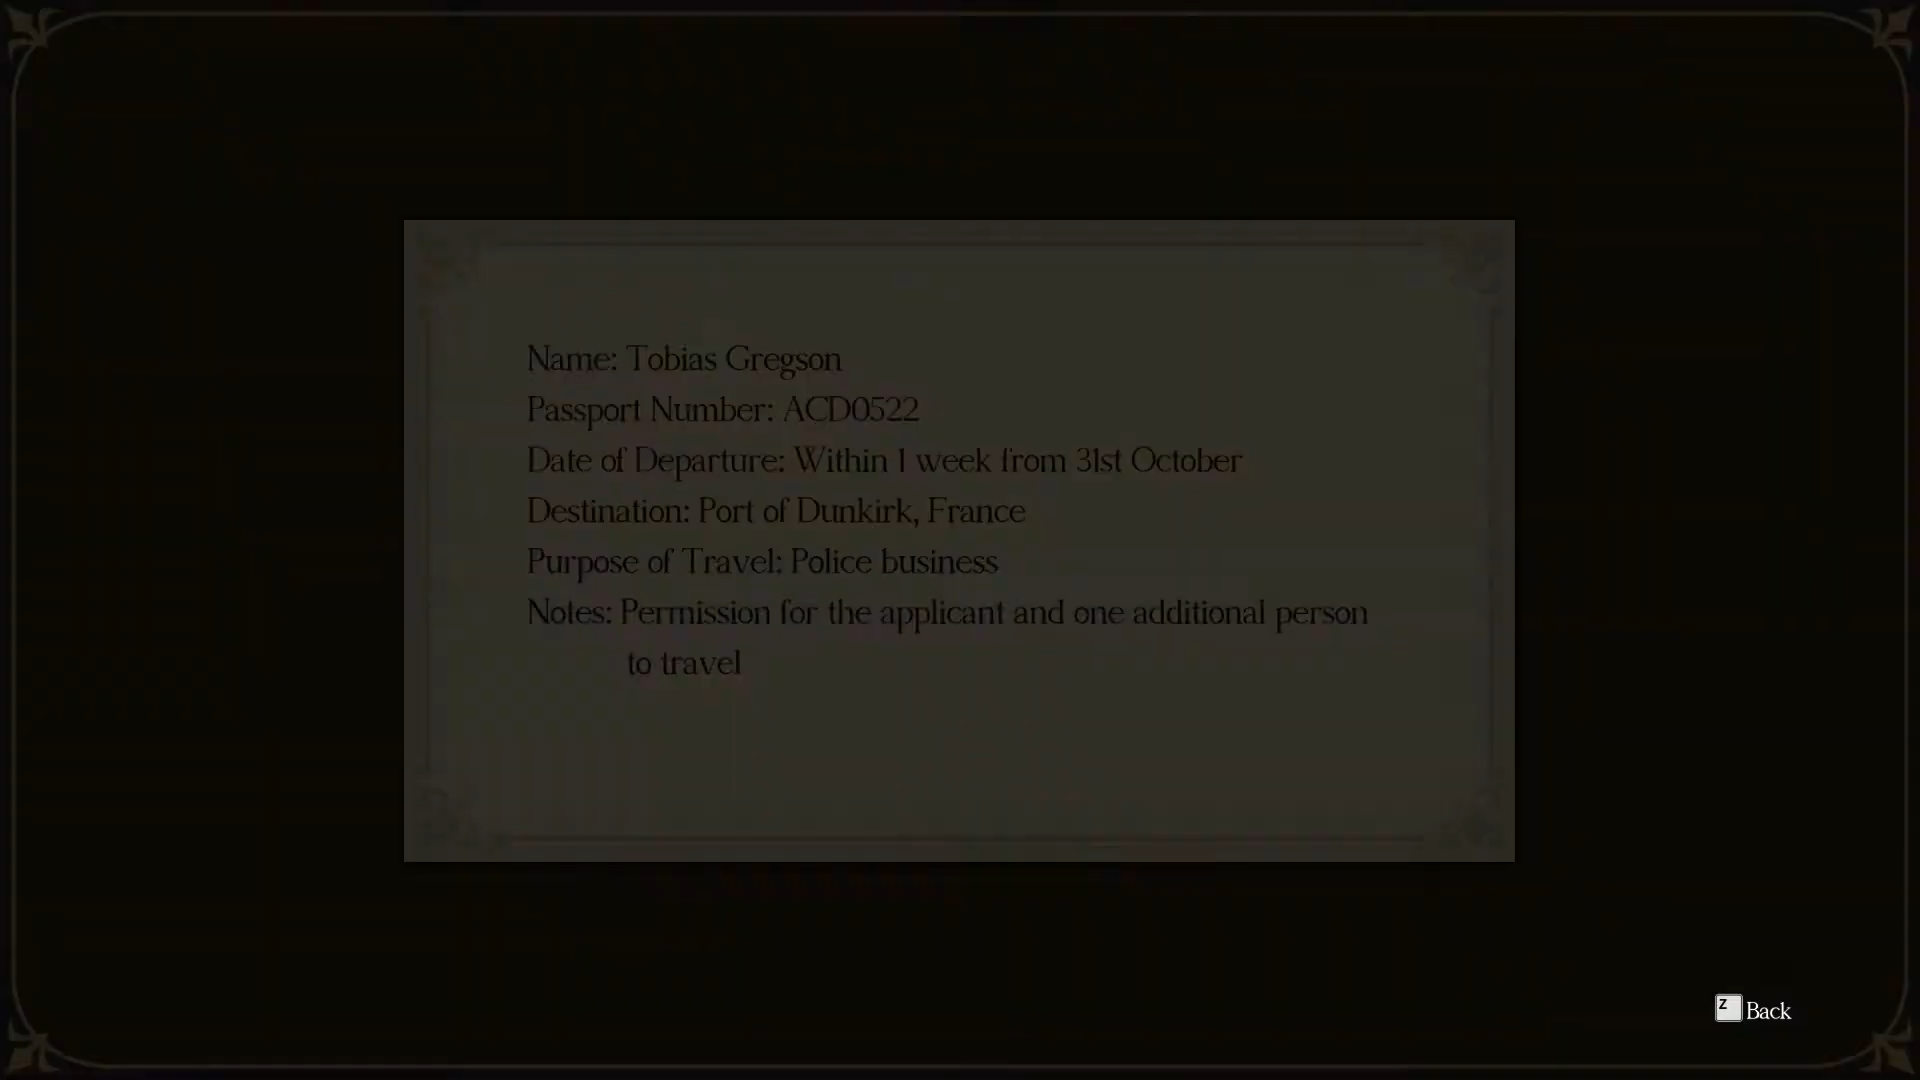 Name: Tobias Gregson
Passport Number: ACD0522
Date of Departure: Within 1 week from 31st October
Destination: Port of Dunkirk, France
Purpose of Travel: Police business
Notes: Permission for the applicant and one additional person
to travel
Z Back